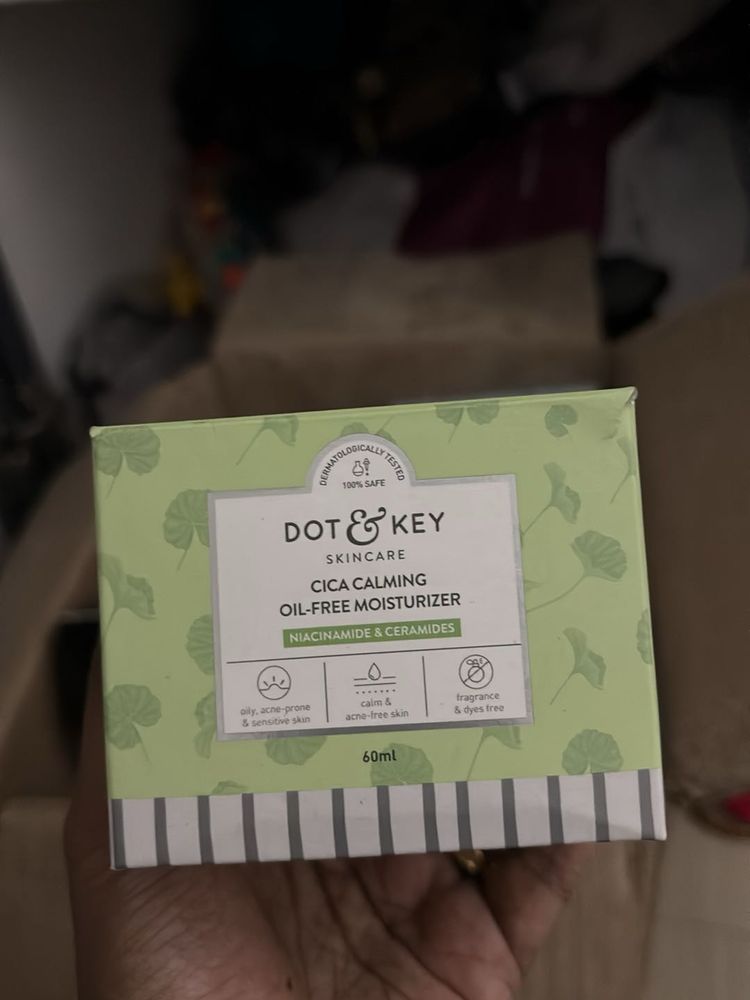 DERMATOLOGICALLY TESTED
100% SAFE
DOT & KEY
SKINCARE
CICA CALMING
OIL-FREE MOISTURIZER
NIACINAMIDE & CERAMIDES
oily, acne-prone
& sensitive skin
calm &
acne-free skin
fragrance
& dyes free
60ml